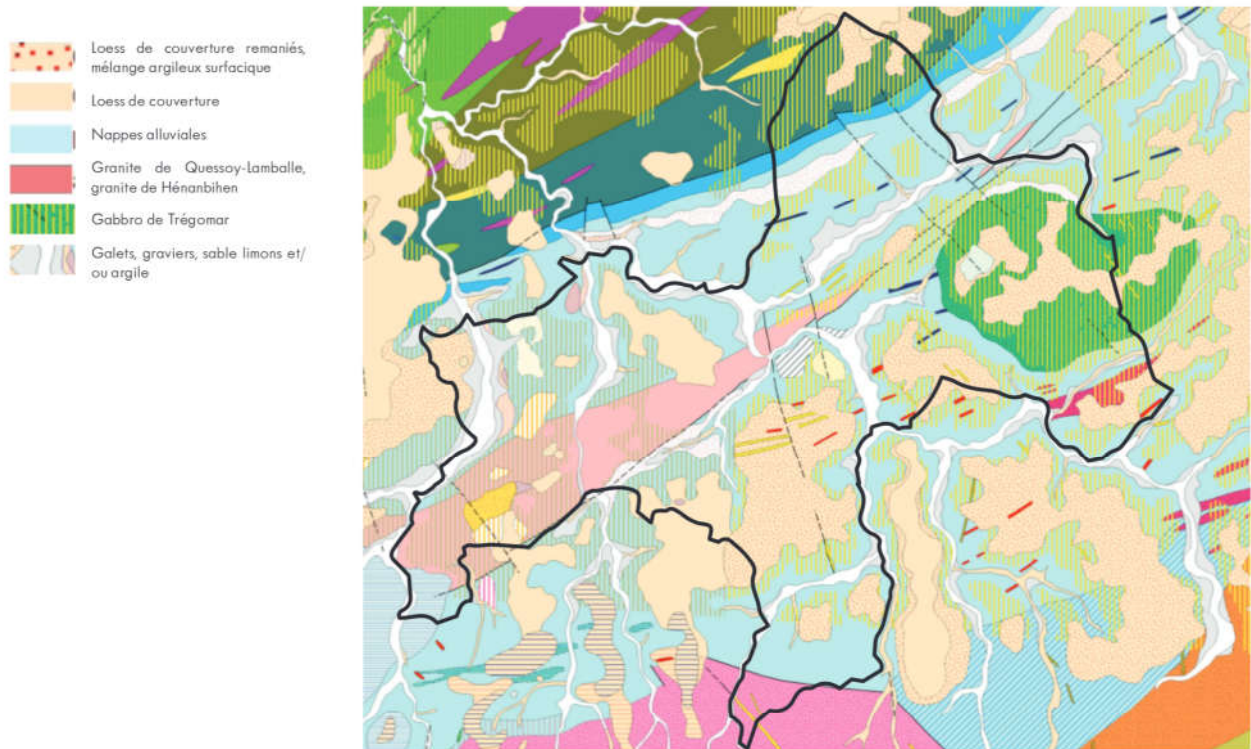 Loess de couverture remaniés,
mélange argileux surfacique
Loess de couverture
Nappes alluviales
Granite de Quessoy-Lamballe,
granite de Hénanbihen
Gabbro de Trégomar
Galets, graviers, sable limons et/
ou argile